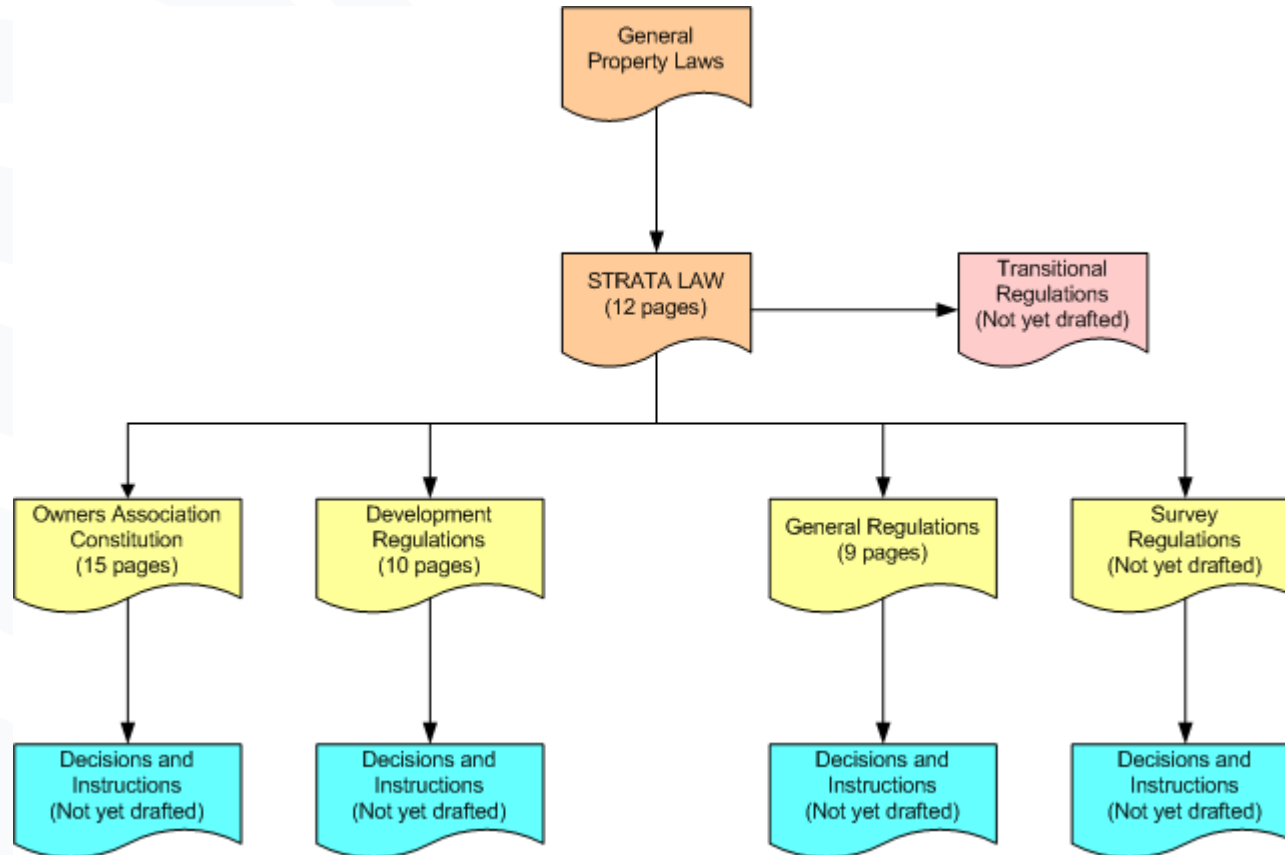 General
Property Laws
STRATA LAW
(12 pages)
Transitional
Regulations
(Not yet drafted)
Owners Association
Constitution
(15 pages)
Development
Regulations
(10 pages)
General Regulations
(9 pages)
Survey
Regulations
(Not yet drafted)
Decisions and
Instructions
(Not yet drafted)
Decisions and
Instructions
(Not yet drafted)
Decisions and
Instructions
(Not yet drafted)
Decisions and
Instructions
(Not yet drafted)